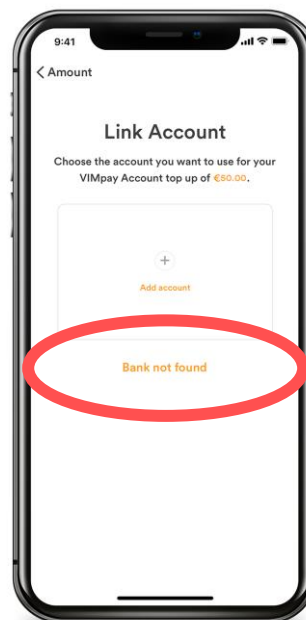 9:41
Amount
Link Account
Choose the account you want to use for your
VIMpay Account top up of €50.00.
Add account
Bank not found